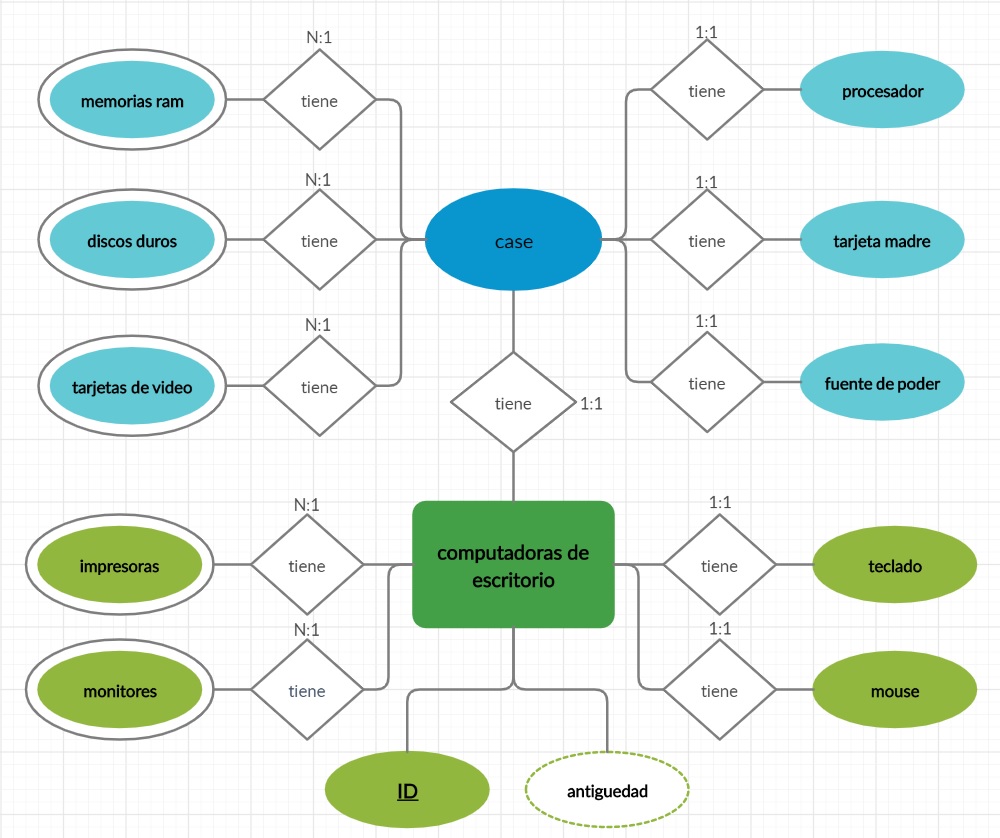 N:1
1:1
memorias ram
tiene
tiene
procesador
N:1
1:1
discos duros
tiene
case
tiene
tarjeta madre
N:1
1:1
tarjetas de video
tiene
tiene
1:1
tiene
fuente de poder
N:1
1:1
impresoras
tiene
computadoras de
escritorio
tiene
teclado
N:1
1:1
monitores
tiene
tiene
mouse
ID
antiguedad